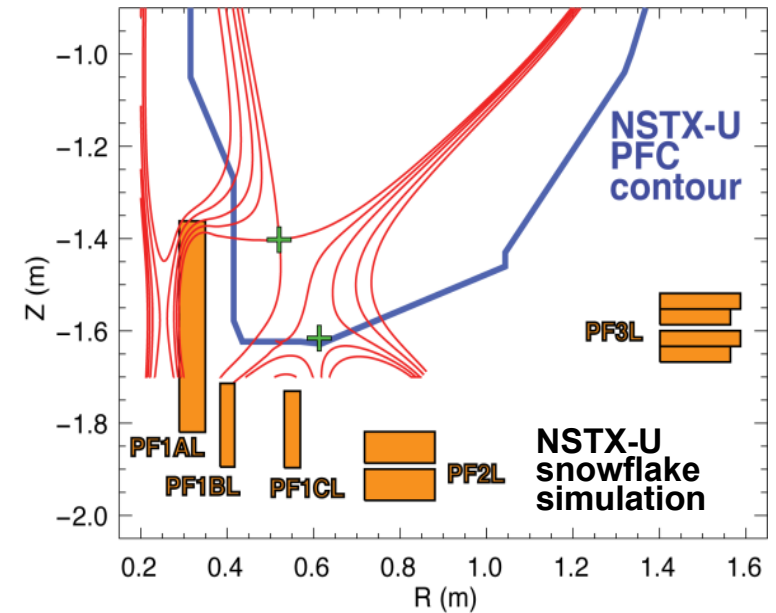 −1.0
−1.2
−1.4
−1.6
−1.8
−2.0
Z (m)
0.2 0.4 0.6 0.8 1.0 1.2 1.4 1.6
R (m)
NSTX-U
PFC
contour
PF3L
PF1AL
PF1BL
PF1CL
PF2L
NSTX-U
snowflake
simulation